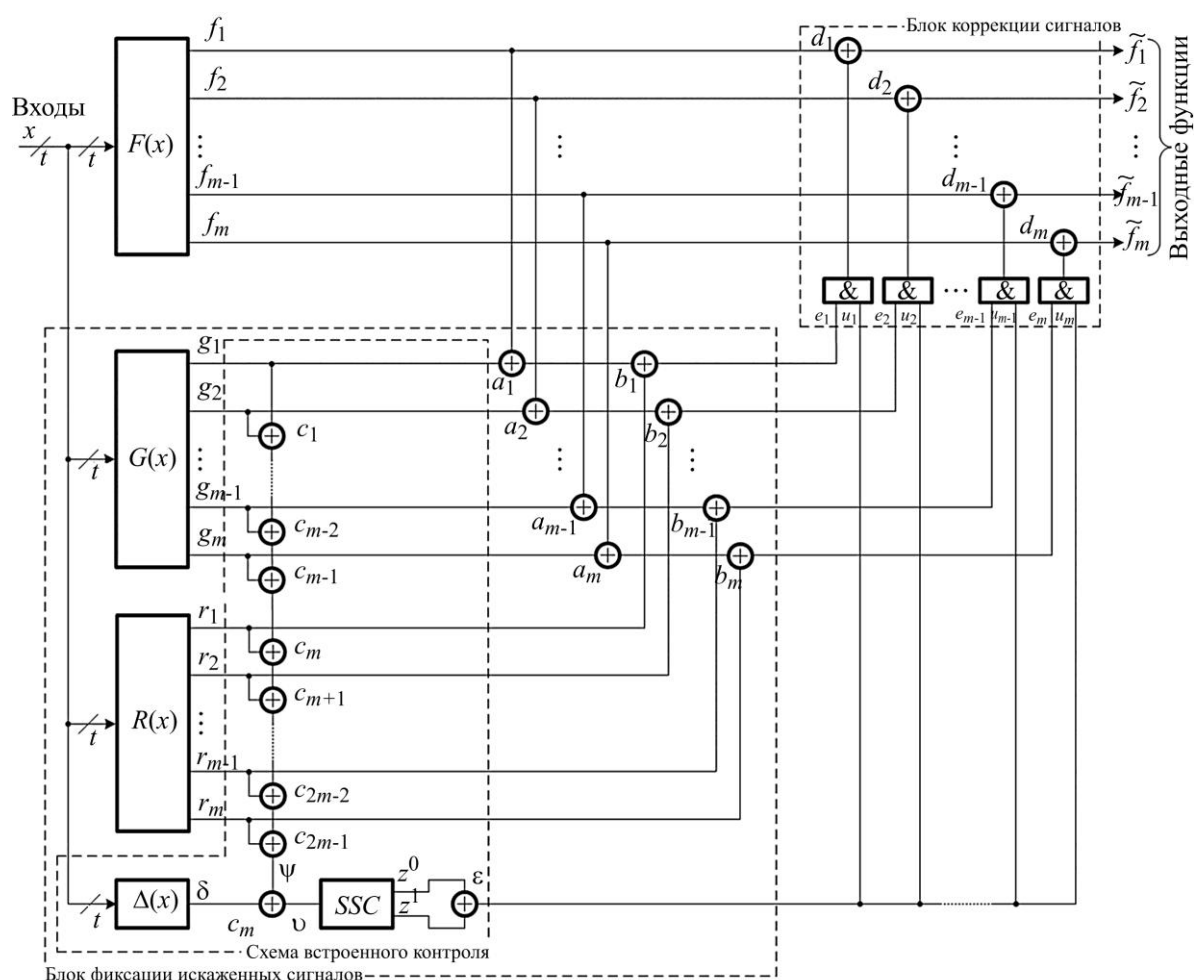 Блок коррекции сигналов
f₁ d₁ f̃₁
f₂ d₂ f̃₂
Входы
x
t t F(x) ⋮ ⋮ ⋮ ⋮
fₘ₋₁ dₘ₋₁ f̃ₘ₋₁
fₘ dₘ f̃ₘ
Выходные функции
& & ⋯ & &
e₁ u₁ e₂ u₂ eₘ₋₁ uₘ₋₁ eₘ uₘ
g₁ a₁ b₁
g₂ c₁ a₂ b₂
t G(x) ⋮ ⋮ ⋮
gₘ₋₁ cₘ₋₂ aₘ₋₁ bₘ₋₁
gₘ cₘ₋₁ aₘ bₘ
r₁ cₘ
r₂ cₘ₊₁
t R(x) ⋮
rₘ₋₁ c₂ₘ₋₂
rₘ c₂ₘ₋₁
ψ z⁰ ε
t Δ(x) δ cₘ υ SSC z¹
Схема встроенного контроля
Блок фиксации искаженных сигналов